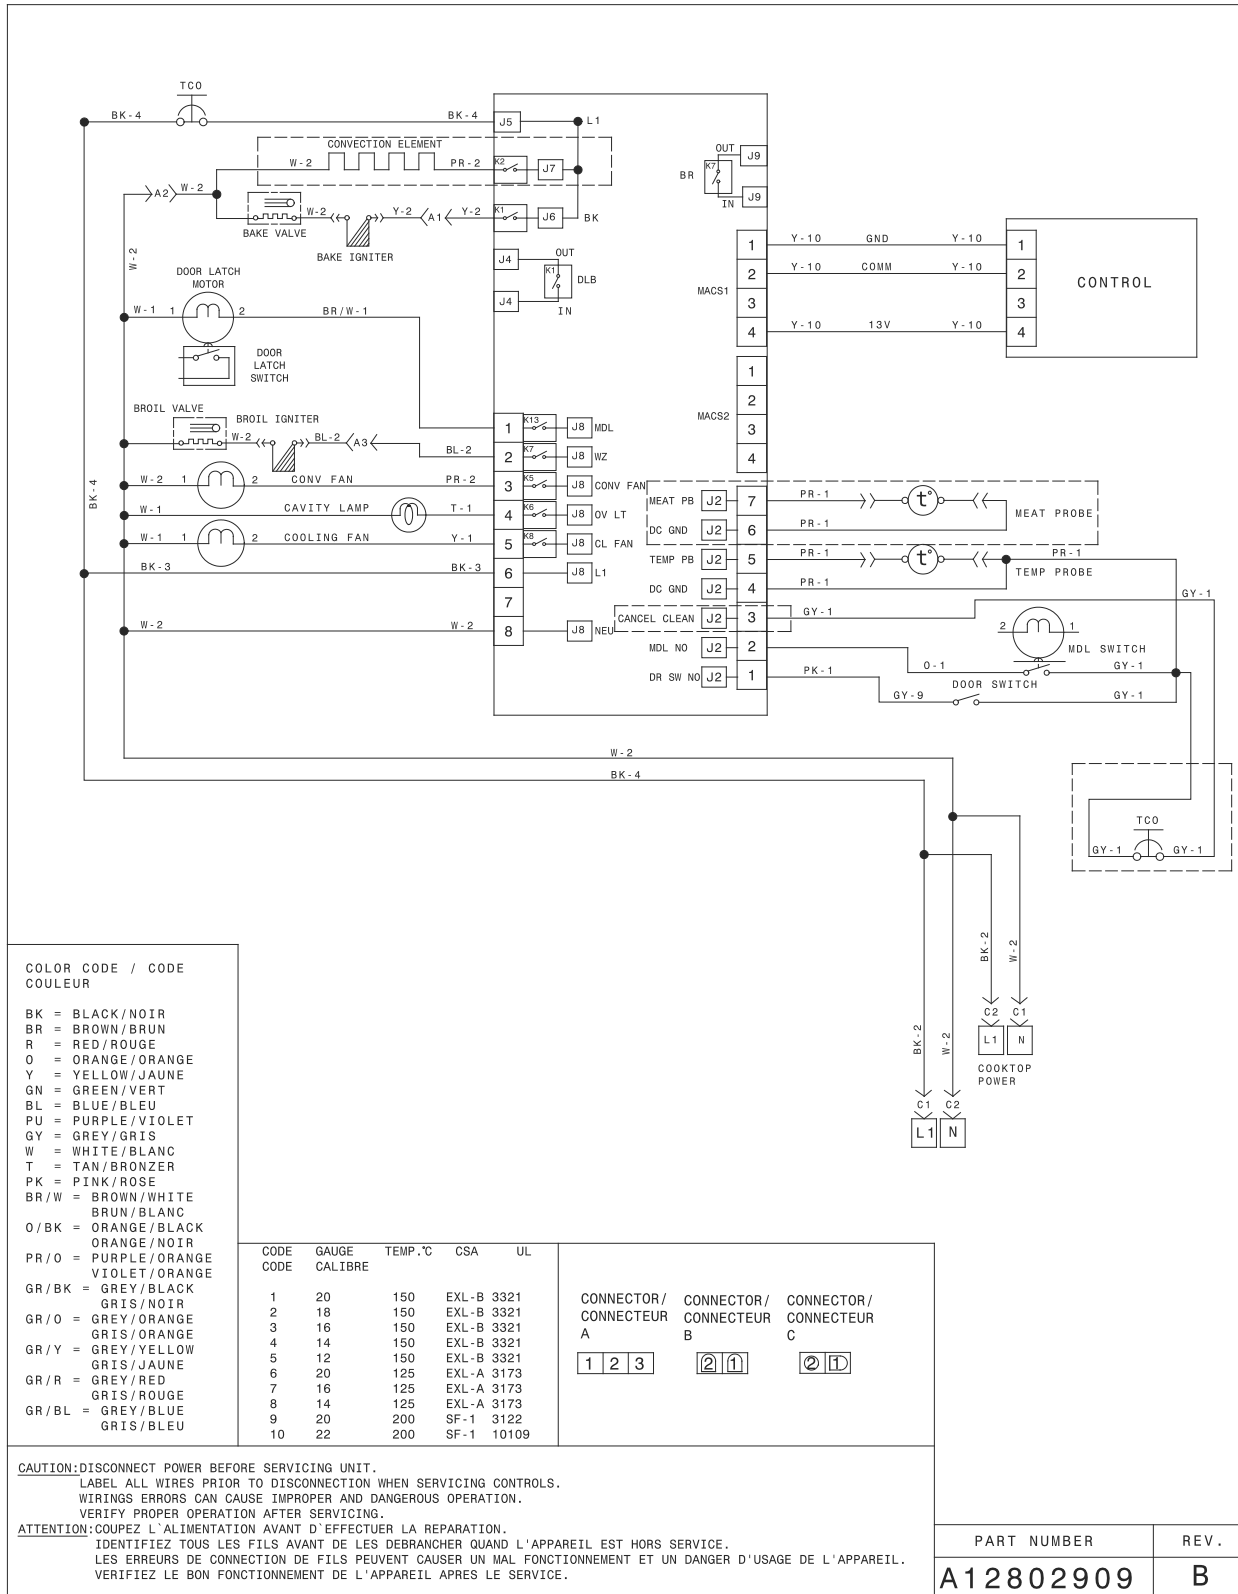 TCO
BK-4
BK-4
J5
L1
CONVECTION ELEMENT
W-2
PR-2
K2
J7
A2
W-2
BAKE VALVE
W-2
Y-2
A1
Y-2
K1
J6
BK
BAKE IGNITER
W-2
J4
OUT
K1
DLB
J4
IN
OUT
J9
BR
K7
IN
J9
DOOR LATCH
MOTOR
W-1
1
2
BR/W-1
DOOR
LATCH
SWITCH
1
Y-10
GND
Y-10
1
2
Y-10
COMM
Y-10
2
MACS1
3
3
4
Y-10
13V
Y-10
4
CONTROL
1
2
MACS2
3
4
BROIL VALVE
BROIL IGNITER
W-2
BL-2
A3
BL-2
1
K13
J8
MDL
2
K7
J8
WZ
W-2
1
2
CONV FAN
PR-2
3
K5
J8
CONV FAN
W-1
CAVITY LAMP
T-1
4
K6
J8
OV LT
W-1
1
2
COOLING FAN
Y-1
5
K8
J8
CL FAN
BK-4
BK-3
BK-3
6
J8
L1
7
W-2
W-2
8
J8
NEU
MEAT PB
J2
7
PR-1
t°
MEAT PROBE
DC GND
J2
6
PR-1
TEMP PB
J2
5
PR-1
t°
PR-1
TEMP PROBE
DC GND
J2
4
PR-1
CANCEL CLEAN
J2
3
GY-1
GY-1
2
1
MDL SWITCH
MDL NO
J2
2
O-1
GY-1
DR SW NO
J2
1
PK-1
GY-9
DOOR SWITCH
GY-1
W-2
BK-4
TCO
GY-1
GY-1
BK-2
W-2
C2
C1
L1
N
COOKTOP
POWER
BK-2
W-2
C1
C2
L1
N
COLOR CODE / CODE
COULEUR
BK = BLACK/NOIR
BR = BROWN/BRUN
R = RED/ROUGE
O = ORANGE/ORANGE
Y = YELLOW/JAUNE
GN = GREEN/VERT
BL = BLUE/BLEU
PU = PURPLE/VIOLET
GY = GREY/GRIS
W = WHITE/BLANC
T = TAN/BRONZER
PK = PINK/ROSE
BR/W = BROWN/WHITE
BRUN/BLANC
O/BK = ORANGE/BLACK
ORANGE/NOIR
PR/O = PURPLE/ORANGE
VIOLET/ORANGE
GR/BK = GREY/BLACK
GRIS/NOIR
GR/O = GREY/ORANGE
GRIS/ORANGE
GR/Y = GREY/YELLOW
GRIS/JAUNE
GR/R = GREY/RED
GRIS/ROUGE
GR/BL = GREY/BLUE
GRIS/BLEU
CODE GAUGE TEMP.°C CSA UL
CODE CALIBRE
1 20 150 EXL-B 3321
2 18 150 EXL-B 3321
3 16 150 EXL-B 3321
4 14 150 EXL-B 3321
5 12 150 EXL-B 3321
6 20 125 EXL-A 3173
7 16 125 EXL-A 3173
8 14 125 EXL-A 3173
9 20 200 SF-1 3122
10 22 200 SF-1 10109
CONNECTOR/
CONNECTEUR
A
1 2 3
CONNECTOR/
CONNECTEUR
B
2 1
CONNECTOR/
CONNECTEUR
C
2 1
CAUTION:DISCONNECT POWER BEFORE SERVICING UNIT.
LABEL ALL WIRES PRIOR TO DISCONNECTION WHEN SERVICING CONTROLS.
WIRINGS ERRORS CAN CAUSE IMPROPER AND DANGEROUS OPERATION.
VERIFY PROPER OPERATION AFTER SERVICING.
ATTENTION:COUPEZ L`ALIMENTATION AVANT D`EFFECTUER LA REPARATION.
IDENTIFIEZ TOUS LES FILS AVANT DE LES DEBRANCHER QUAND L'APPAREIL EST HORS SERVICE.
LES ERREURS DE CONNECTION DE FILS PEUVENT CAUSER UN MAL FONCTIONNEMENT ET UN DANGER D'USAGE DE L'APPAREIL.
VERIFIEZ LE BON FONCTIONNEMENT DE L'APPAREIL APRES LE SERVICE.
PART NUMBER
REV.
A12802909
B